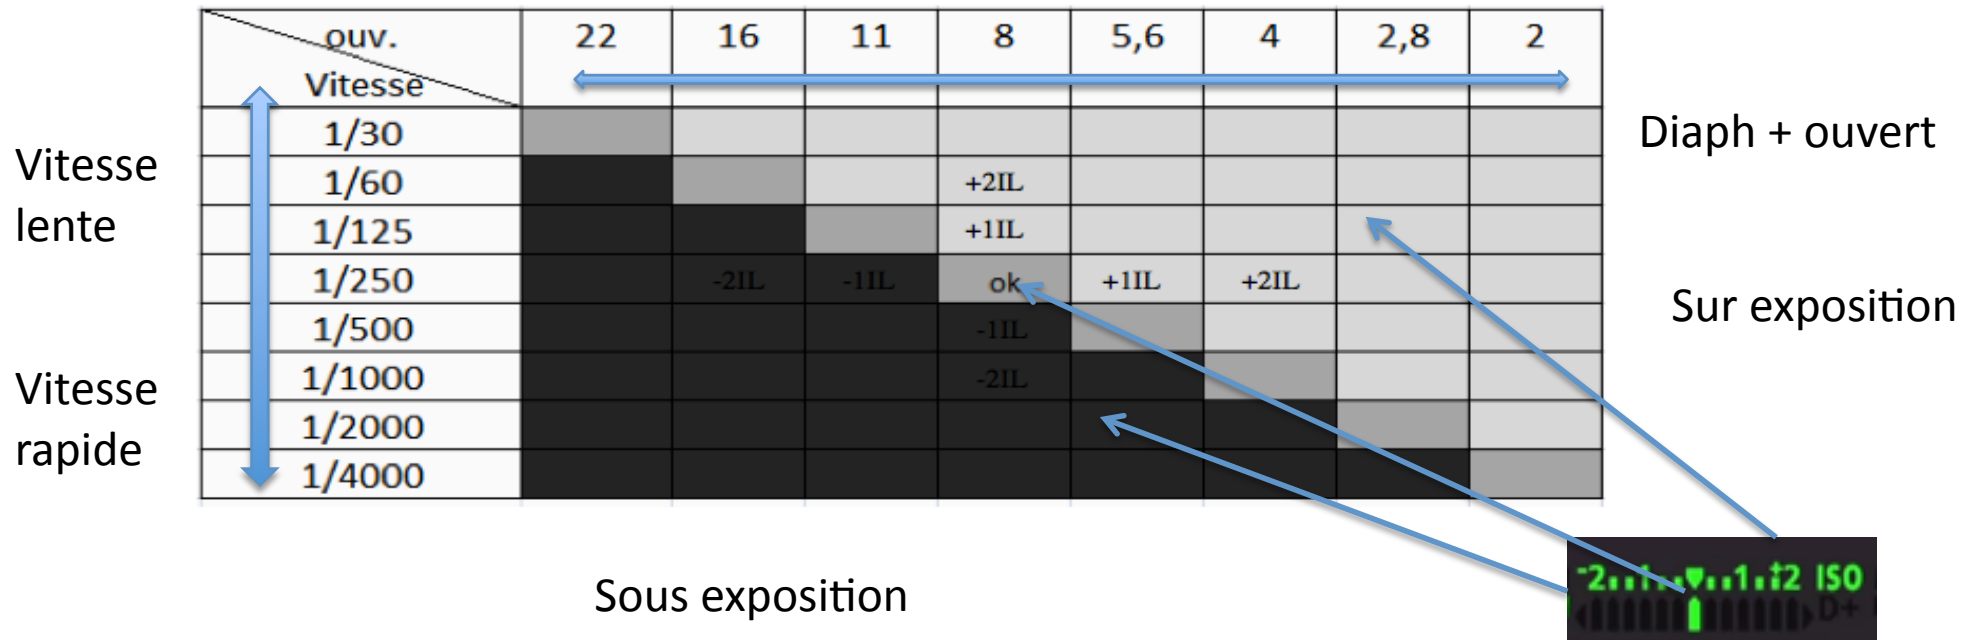 ouv. 22 16 11 8 5,6 4 2,8 2
Vitesse
1/30
Diaph + ouvert
Vitesse
lente
1/60 +2IL
1/125 +1IL
1/250 -2IL -1IL ok +1IL +2IL
Sur exposition
1/500 -1IL
1/1000 -2IL
Vitesse
rapide
1/2000
1/4000
Sous exposition
-2 1 1 +2 ISO
D+